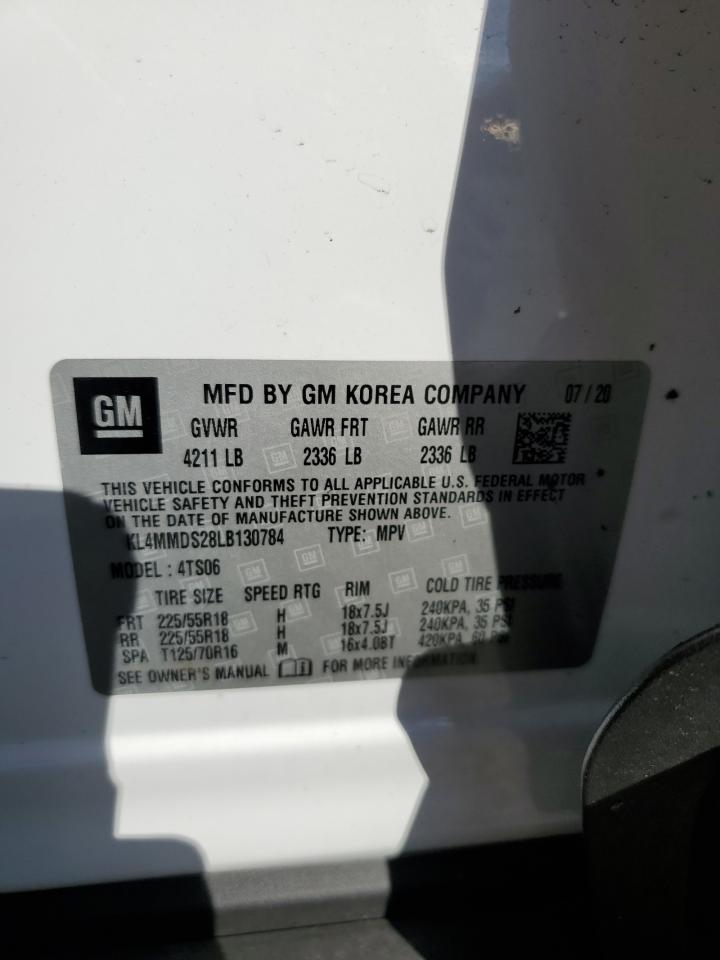 GM
MFD BY GM KOREA COMPANY 07 / 20
GVWR GAWR FRT GAWR RR
4211 LB 2336 LB 2336 LB
THIS VEHICLE CONFORMS TO ALL APPLICABLE U.S. FEDERAL MOTOR
VEHICLE SAFETY AND THEFT PREVENTION STANDARDS IN EFFECT
ON THE DATE OF MANUFACTURE SHOWN ABOVE.
KL4MMDS28LB130784 TYPE: MPV
MODEL : 4TS06
TIRE SIZE SPEED RTG RIM COLD TIRE PRESSURE
FRT 225/55R18 H 18x7.5J 240KPA, 35 PSI
RR 225/55R18 H 18x7.5J 240KPA, 35 PSI
SPA T125/70R16 M 16x4.0BT 420KPA, 60 PSI
SEE OWNER'S MANUAL FOR MORE INFORMATION